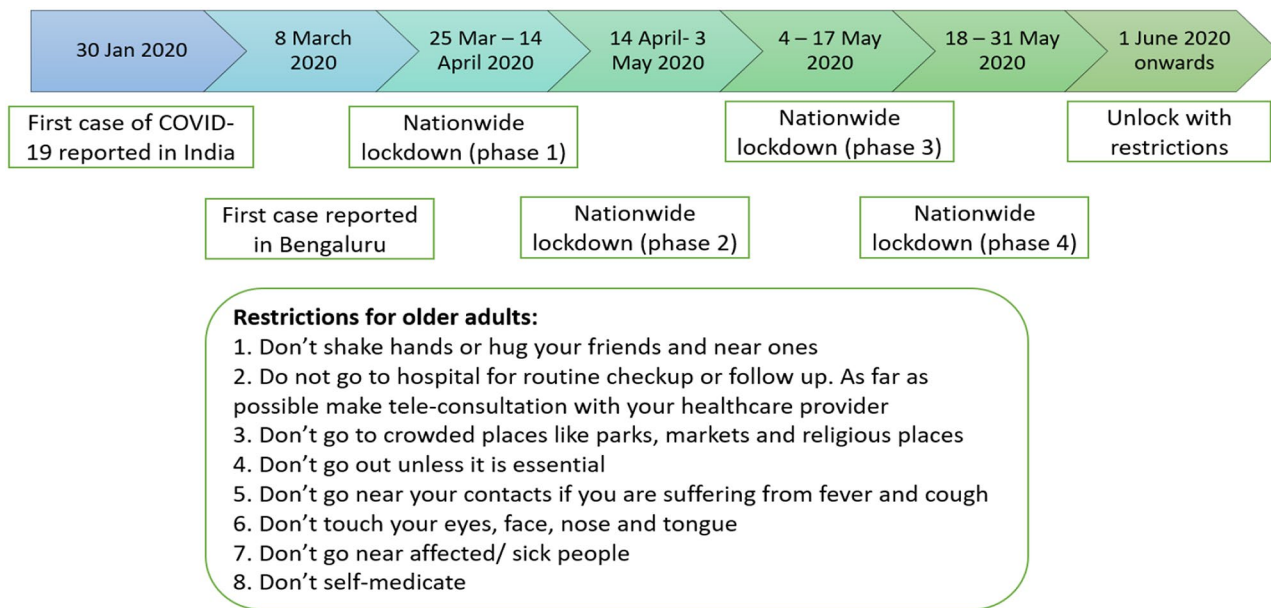 30 Jan 2020
8 March
2020
25 Mar – 14
April 2020
14 April- 3
May 2020
4 – 17 May
2020
18 – 31 May
2020
1 June 2020
onwards
First case of COVID-
19 reported in India
Nationwide
lockdown (phase 1)
Nationwide
lockdown (phase 3)
Unlock with
restrictions
First case reported
in Bengaluru
Nationwide
lockdown (phase 2)
Nationwide
lockdown (phase 4)
Restrictions for older adults:
1. Don’t shake hands or hug your friends and near ones
2. Do not go to hospital for routine checkup or follow up. As far as
possible make tele-consultation with your healthcare provider
3. Don’t go to crowded places like parks, markets and religious places
4. Don’t go out unless it is essential
5. Don’t go near your contacts if you are suffering from fever and cough
6. Don’t touch your eyes, face, nose and tongue
7. Don’t go near affected/ sick people
8. Don’t self-medicate